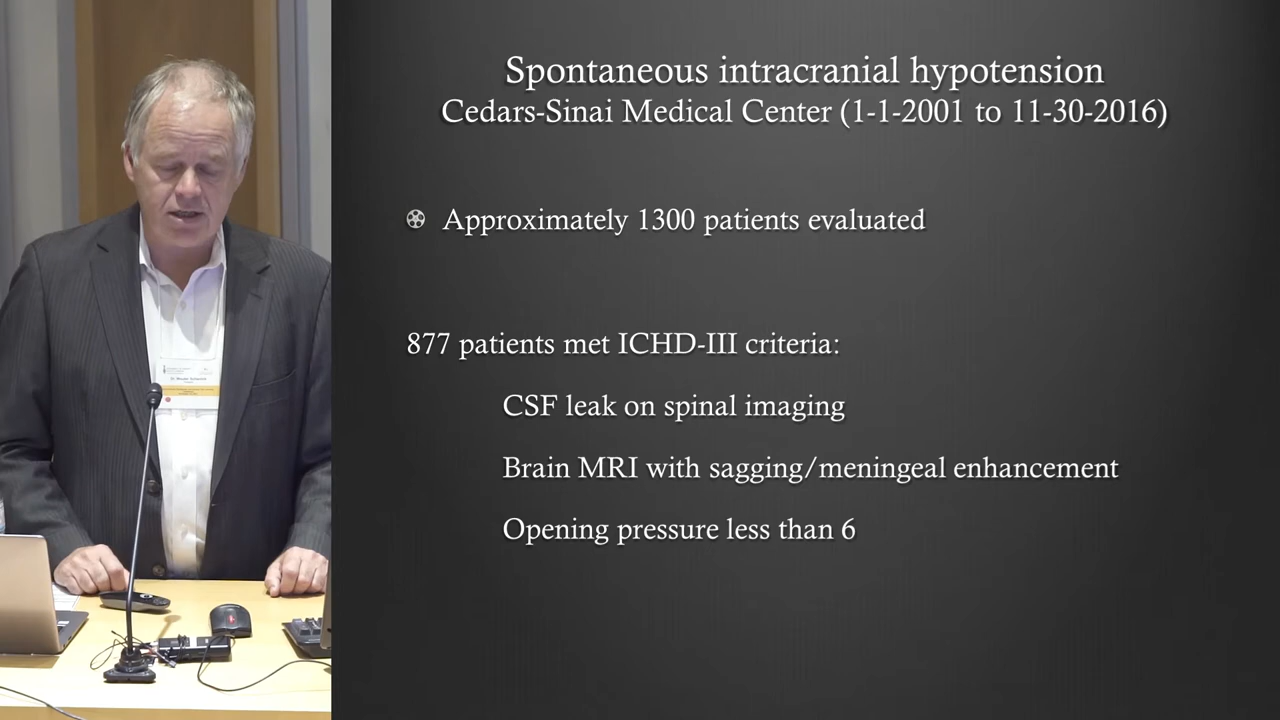 Spontaneous intracranial hypotension
Cedars-Sinai Medical Center (1-1-2001 to 11-30-2016)
Approximately 1300 patients evaluated
877 patients met ICHD-III criteria:
CSF leak on spinal imaging
Brain MRI with sagging/meningeal enhancement
Opening pressure less than 6